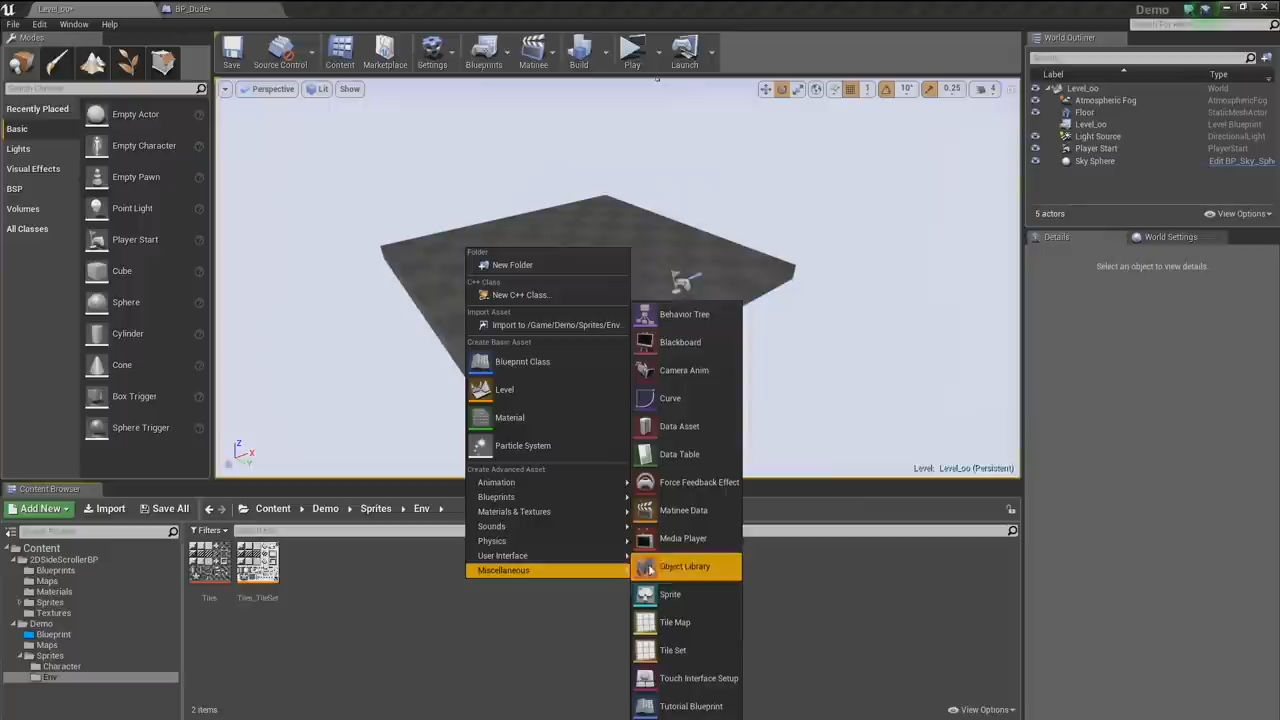 Level_oo*
BP_Dude*
Demo
File
Edit
Window
Help
Modes
Save
Source Control
Content
Marketplace
Settings
Blueprints
Matinee
Build
Play
Launch
World Outliner
Label
Type
Perspective
Lit
Show
10°
0.25
4
Level_oo
World
Recently Placed
Empty Actor
Atmospheric Fog
AtmosphericFog
Floor
StaticMeshActor
Basic
Level_oo
Level Blueprint
Lights
Empty Character
Light Source
DirectionalLight
Player Start
PlayerStart
Visual Effects
Empty Pawn
Sky Sphere
Edit BP_Sky_Sph
BSP
Volumes
Point Light
5 actors
View Options
All Classes
Player Start
Details
World Settings
Select an object to view details.
Cube
Sphere
Cylinder
Cone
Box Trigger
Sphere Trigger
Folder
New Folder
C++ Class
New C++ Class...
Import Asset
Import to /Game/Demo/Sprites/Env...
Create Basic Asset
Blueprint Class
Level
Material
Particle System
Create Advanced Asset
Animation
Blueprints
Materials & Textures
Sounds
Physics
User Interface
Miscellaneous
Behavior Tree
Blackboard
Camera Anim
Curve
Data Asset
Data Table
Force Feedback Effect
Matinee Data
Media Player
Object Library
Sprite
Tile Map
Tile Set
Touch Interface Setup
Tutorial Blueprint
Z
X
Y
Level: Level_oo (Persistent)
Content Browser
Add New
Import
Save All
Content
Demo
Sprites
Env
Filters
Content
2DSideScrollerBP
Blueprints
Maps
Materials
Sprites
Textures
Demo
Blueprint
Maps
Sprites
Character
Env
Tiles
Tiles_TileSet
2 items
View Options